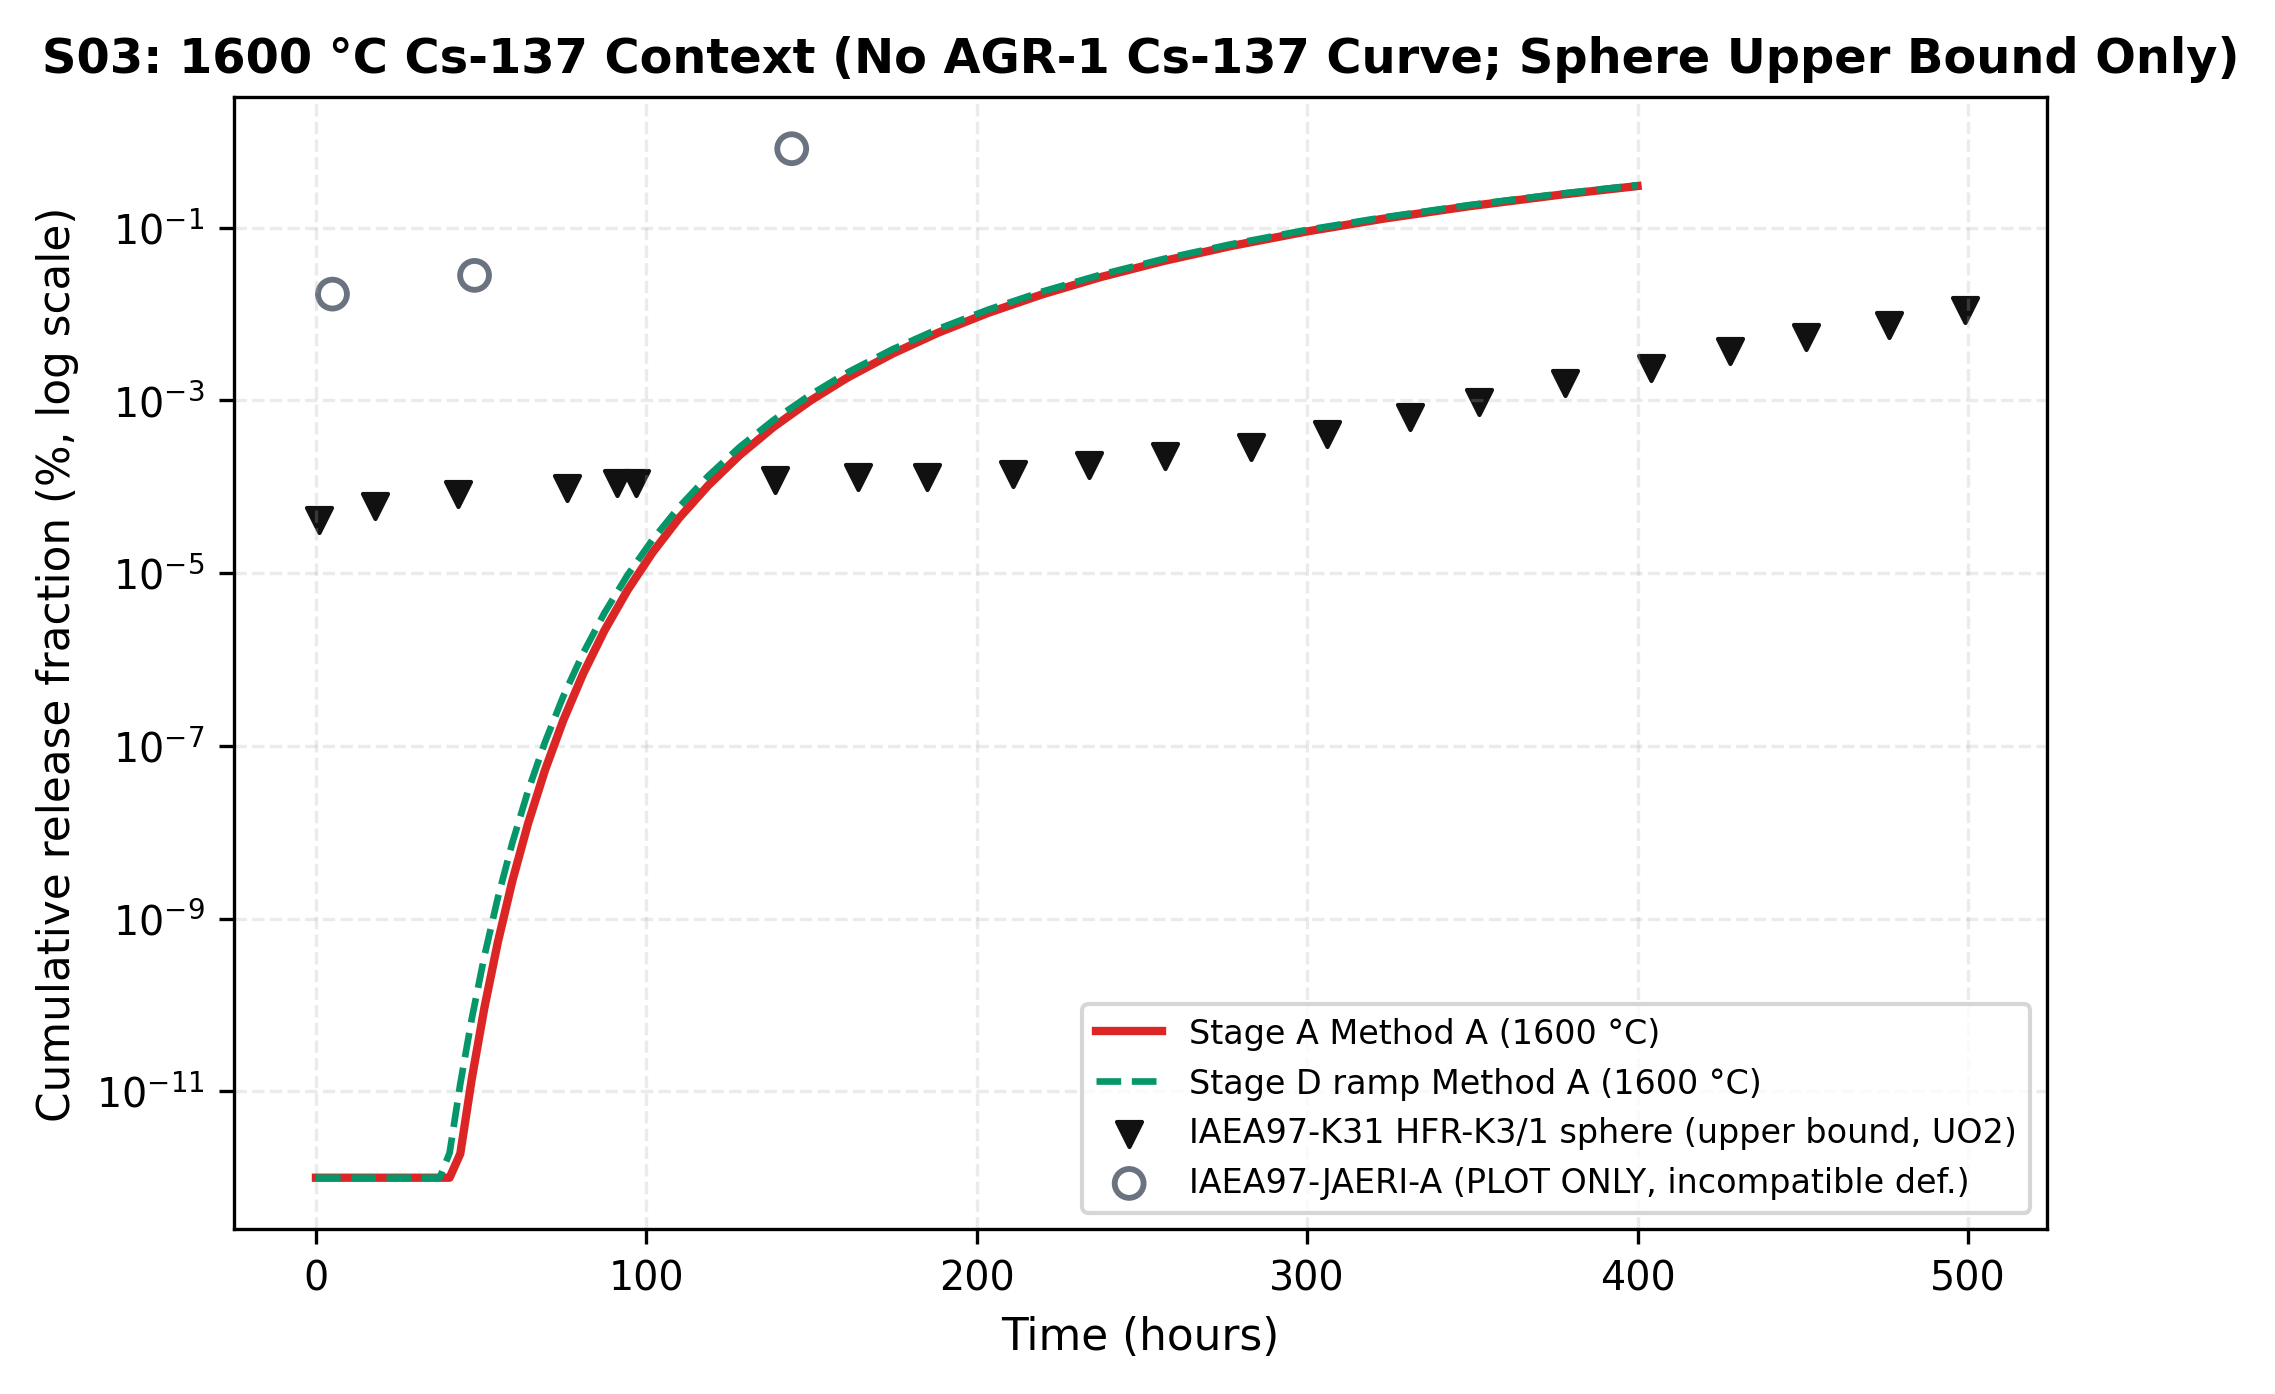 S03: 1600 °C Cs-137 Context (No AGR-1 Cs-137 Curve; Sphere Upper Bound Only)
Cumulative release fraction (%, log scale)
10⁻¹
10⁻³
10⁻⁵
10⁻⁷
10⁻⁹
10⁻¹¹
Stage A Method A (1600 °C)
Stage D ramp Method A (1600 °C)
IAEA97-K31 HFR-K3/1 sphere (upper bound, UO2)
IAEA97-JAERI-A (PLOT ONLY, incompatible def.)
0 100 200 300 400 500
Time (hours)